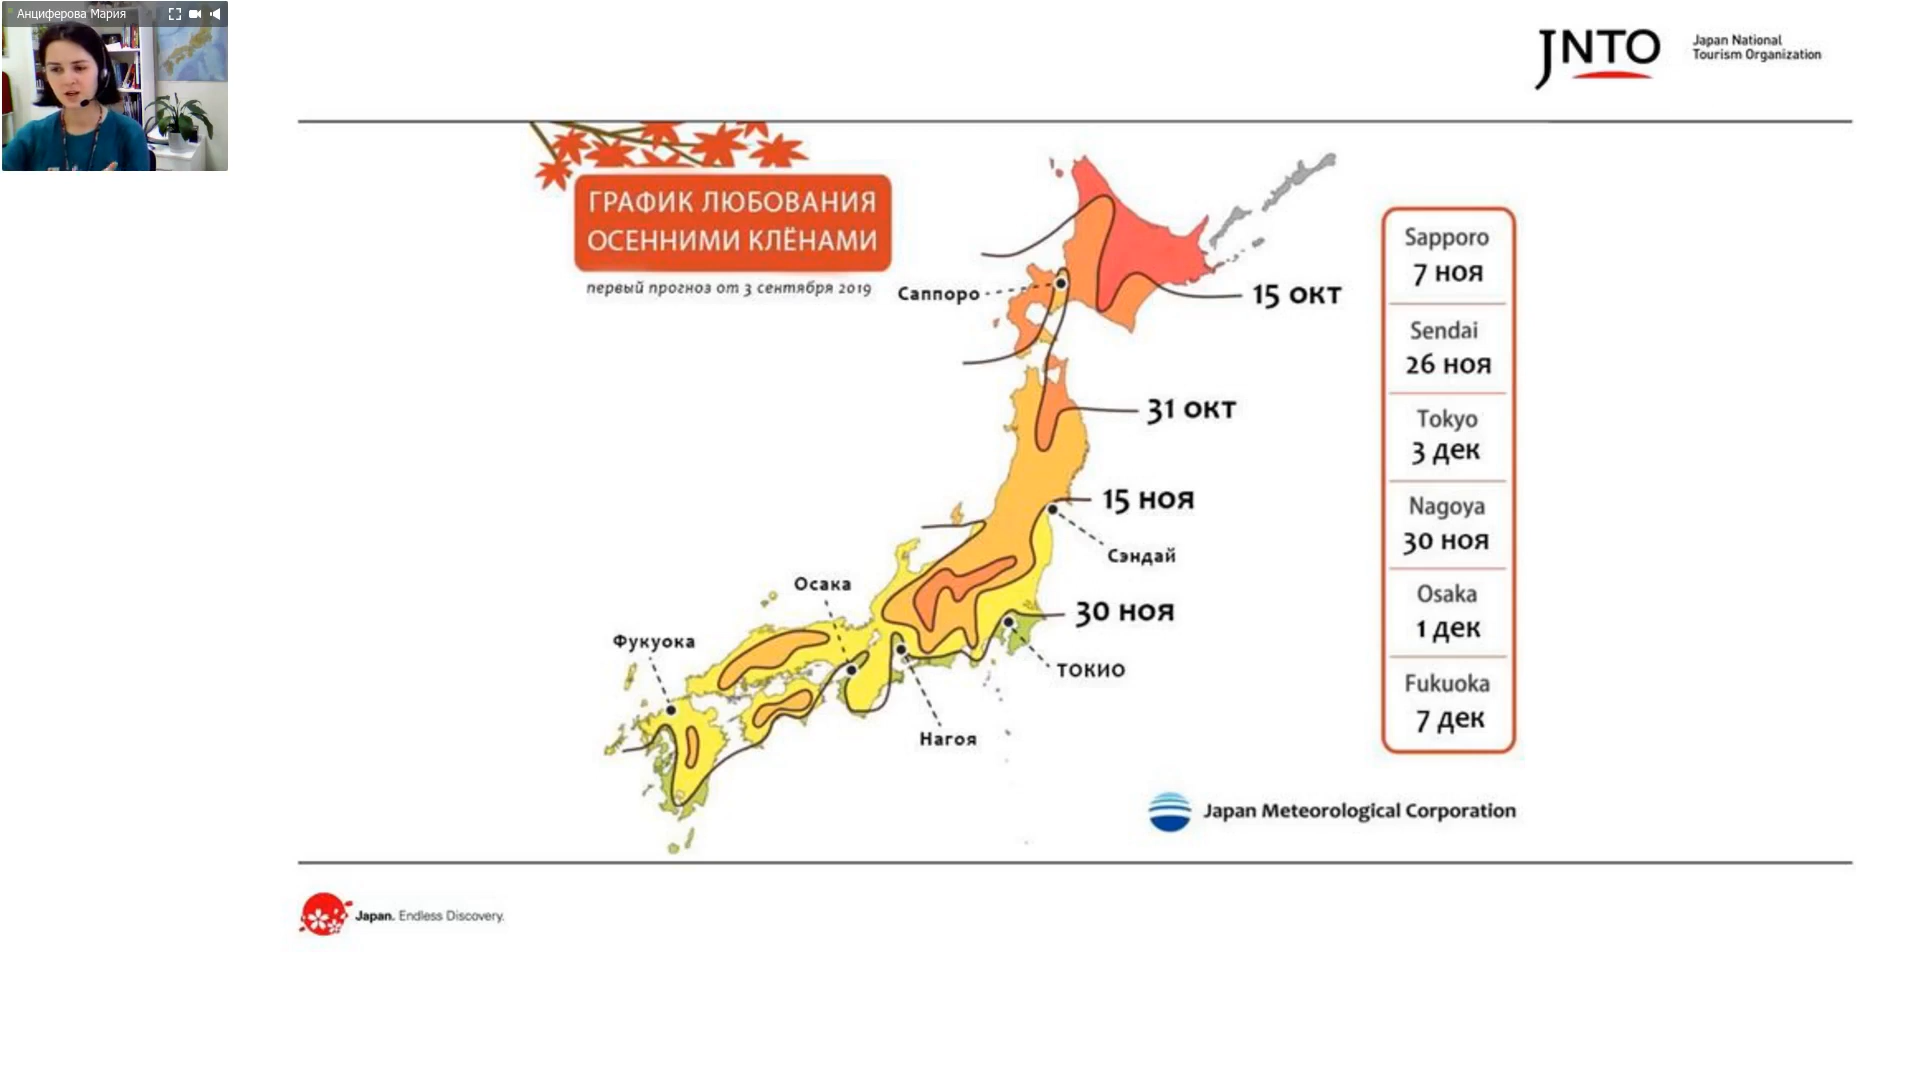 Анциферова Мария
JNTO
Japan National
Tourism Organization
ГРАФИК ЛЮБОВАНИЯ
ОСЕННИМИ КЛЁНАМИ
первый прогноз от 3 сентября 2019
Саппоро
15 окт
31 окт
15 ноя
Сэндай
Осака
30 ноя
Фукуока
ТОКИО
Нагоя
Sapporo
7 ноя
Sendai
26 ноя
Tokyo
3 дек
Nagoya
30 ноя
Osaka
1 дек
Fukuoka
7 дек
Japan Meteorological Corporation
Japan. Endless Discovery.